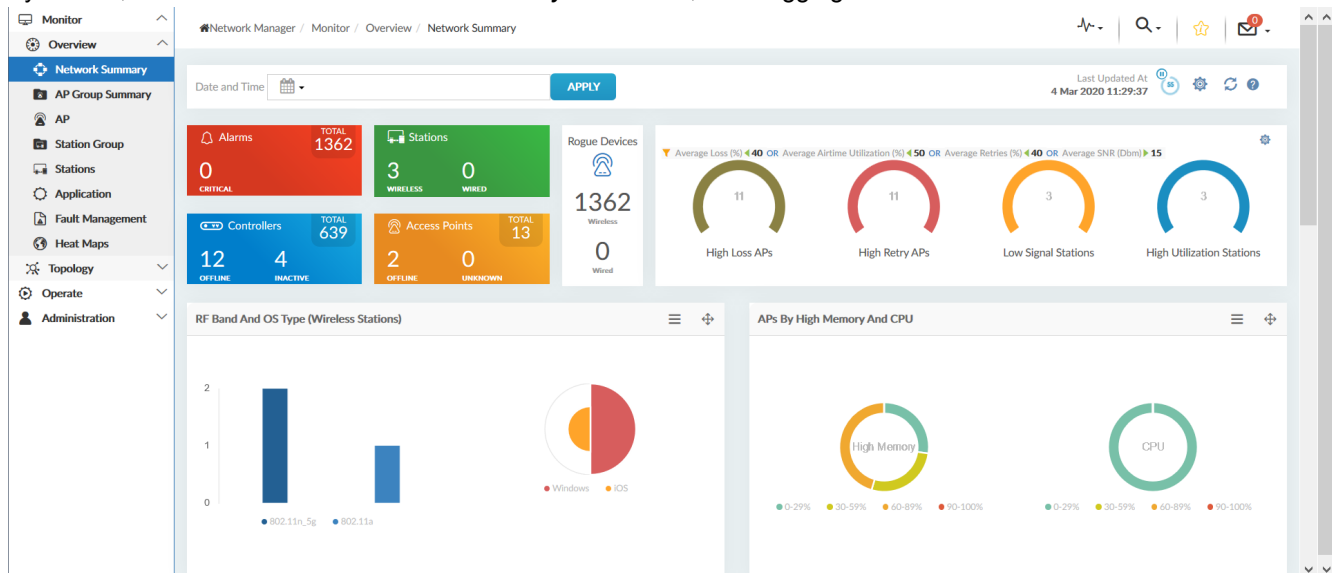 Monitor
Overview
Network Summary
AP Group Summary
AP
Station Group
Stations
Application
Fault Management
Heat Maps
Topology
Operate
Administration
Network Manager / Monitor / Overview / Network Summary
0
Date and Time
APPLY
Last Updated At
4 Mar 2020 11:29:37
55
Alarms
TOTAL
1362
0
CRITICAL
Stations
3 0
WIRELESS WIRED
Controllers
TOTAL
639
12 4
OFFLINE INACTIVE
Access Points
TOTAL
13
2 0
OFFLINE UNKNOWN
Rogue Devices
1362
Wireless
0
Wired
Average Loss (%) 40 OR Average Airtime Utilization (%) 50 OR Average Retries (%) 40 OR Average SNR (Dbm) 15
11 11 3 3
High Loss APs High Retry APs Low Signal Stations High Utilization Stations
RF Band And OS Type (Wireless Stations)
2
1
0
802.11n_5g 802.11a
Windows iOS
APs By High Memory And CPU
High Memory
CPU
0-29% 30-59% 60-89% 90-100%
0-29% 30-59% 60-89% 90-100%